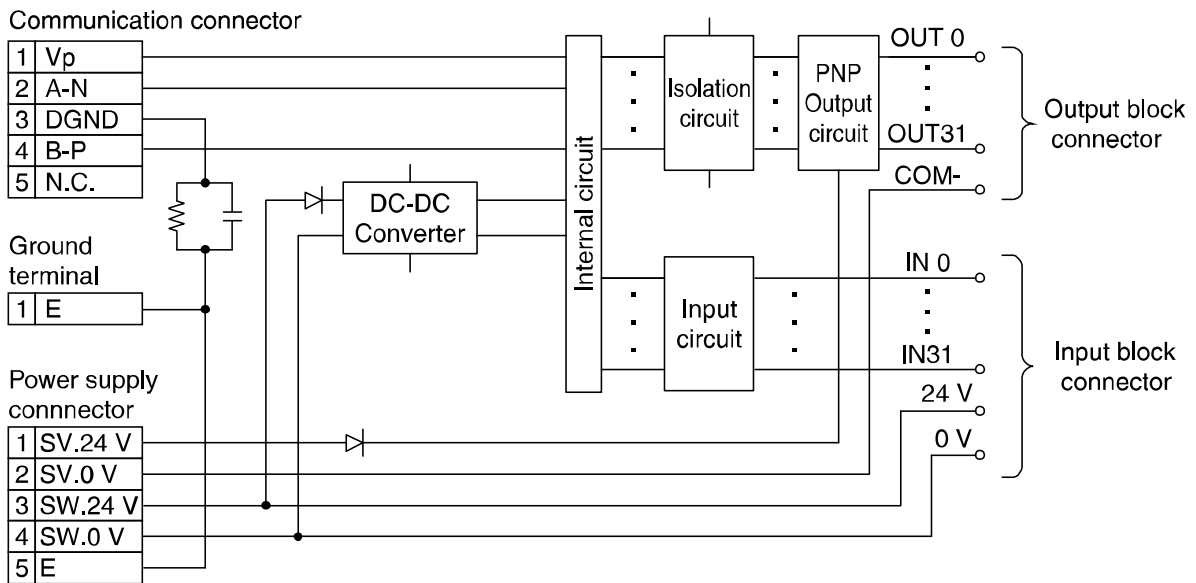 Communication connector
1 Vp
2 A-N
3 DGND
4 B-P
5 N.C.
Ground
terminal
1 E
Power supply
connnector
1 SV.24 V
2 SV.0 V
3 SW.24 V
4 SW.0 V
5 E
DC-DC
Converter
Internal circuit
Isolation
circuit
PNP
Output
circuit
Input
circuit
OUT 0
OUT31
COM-
Output block
connector
IN 0
IN31
24 V
0 V
Input block
connector